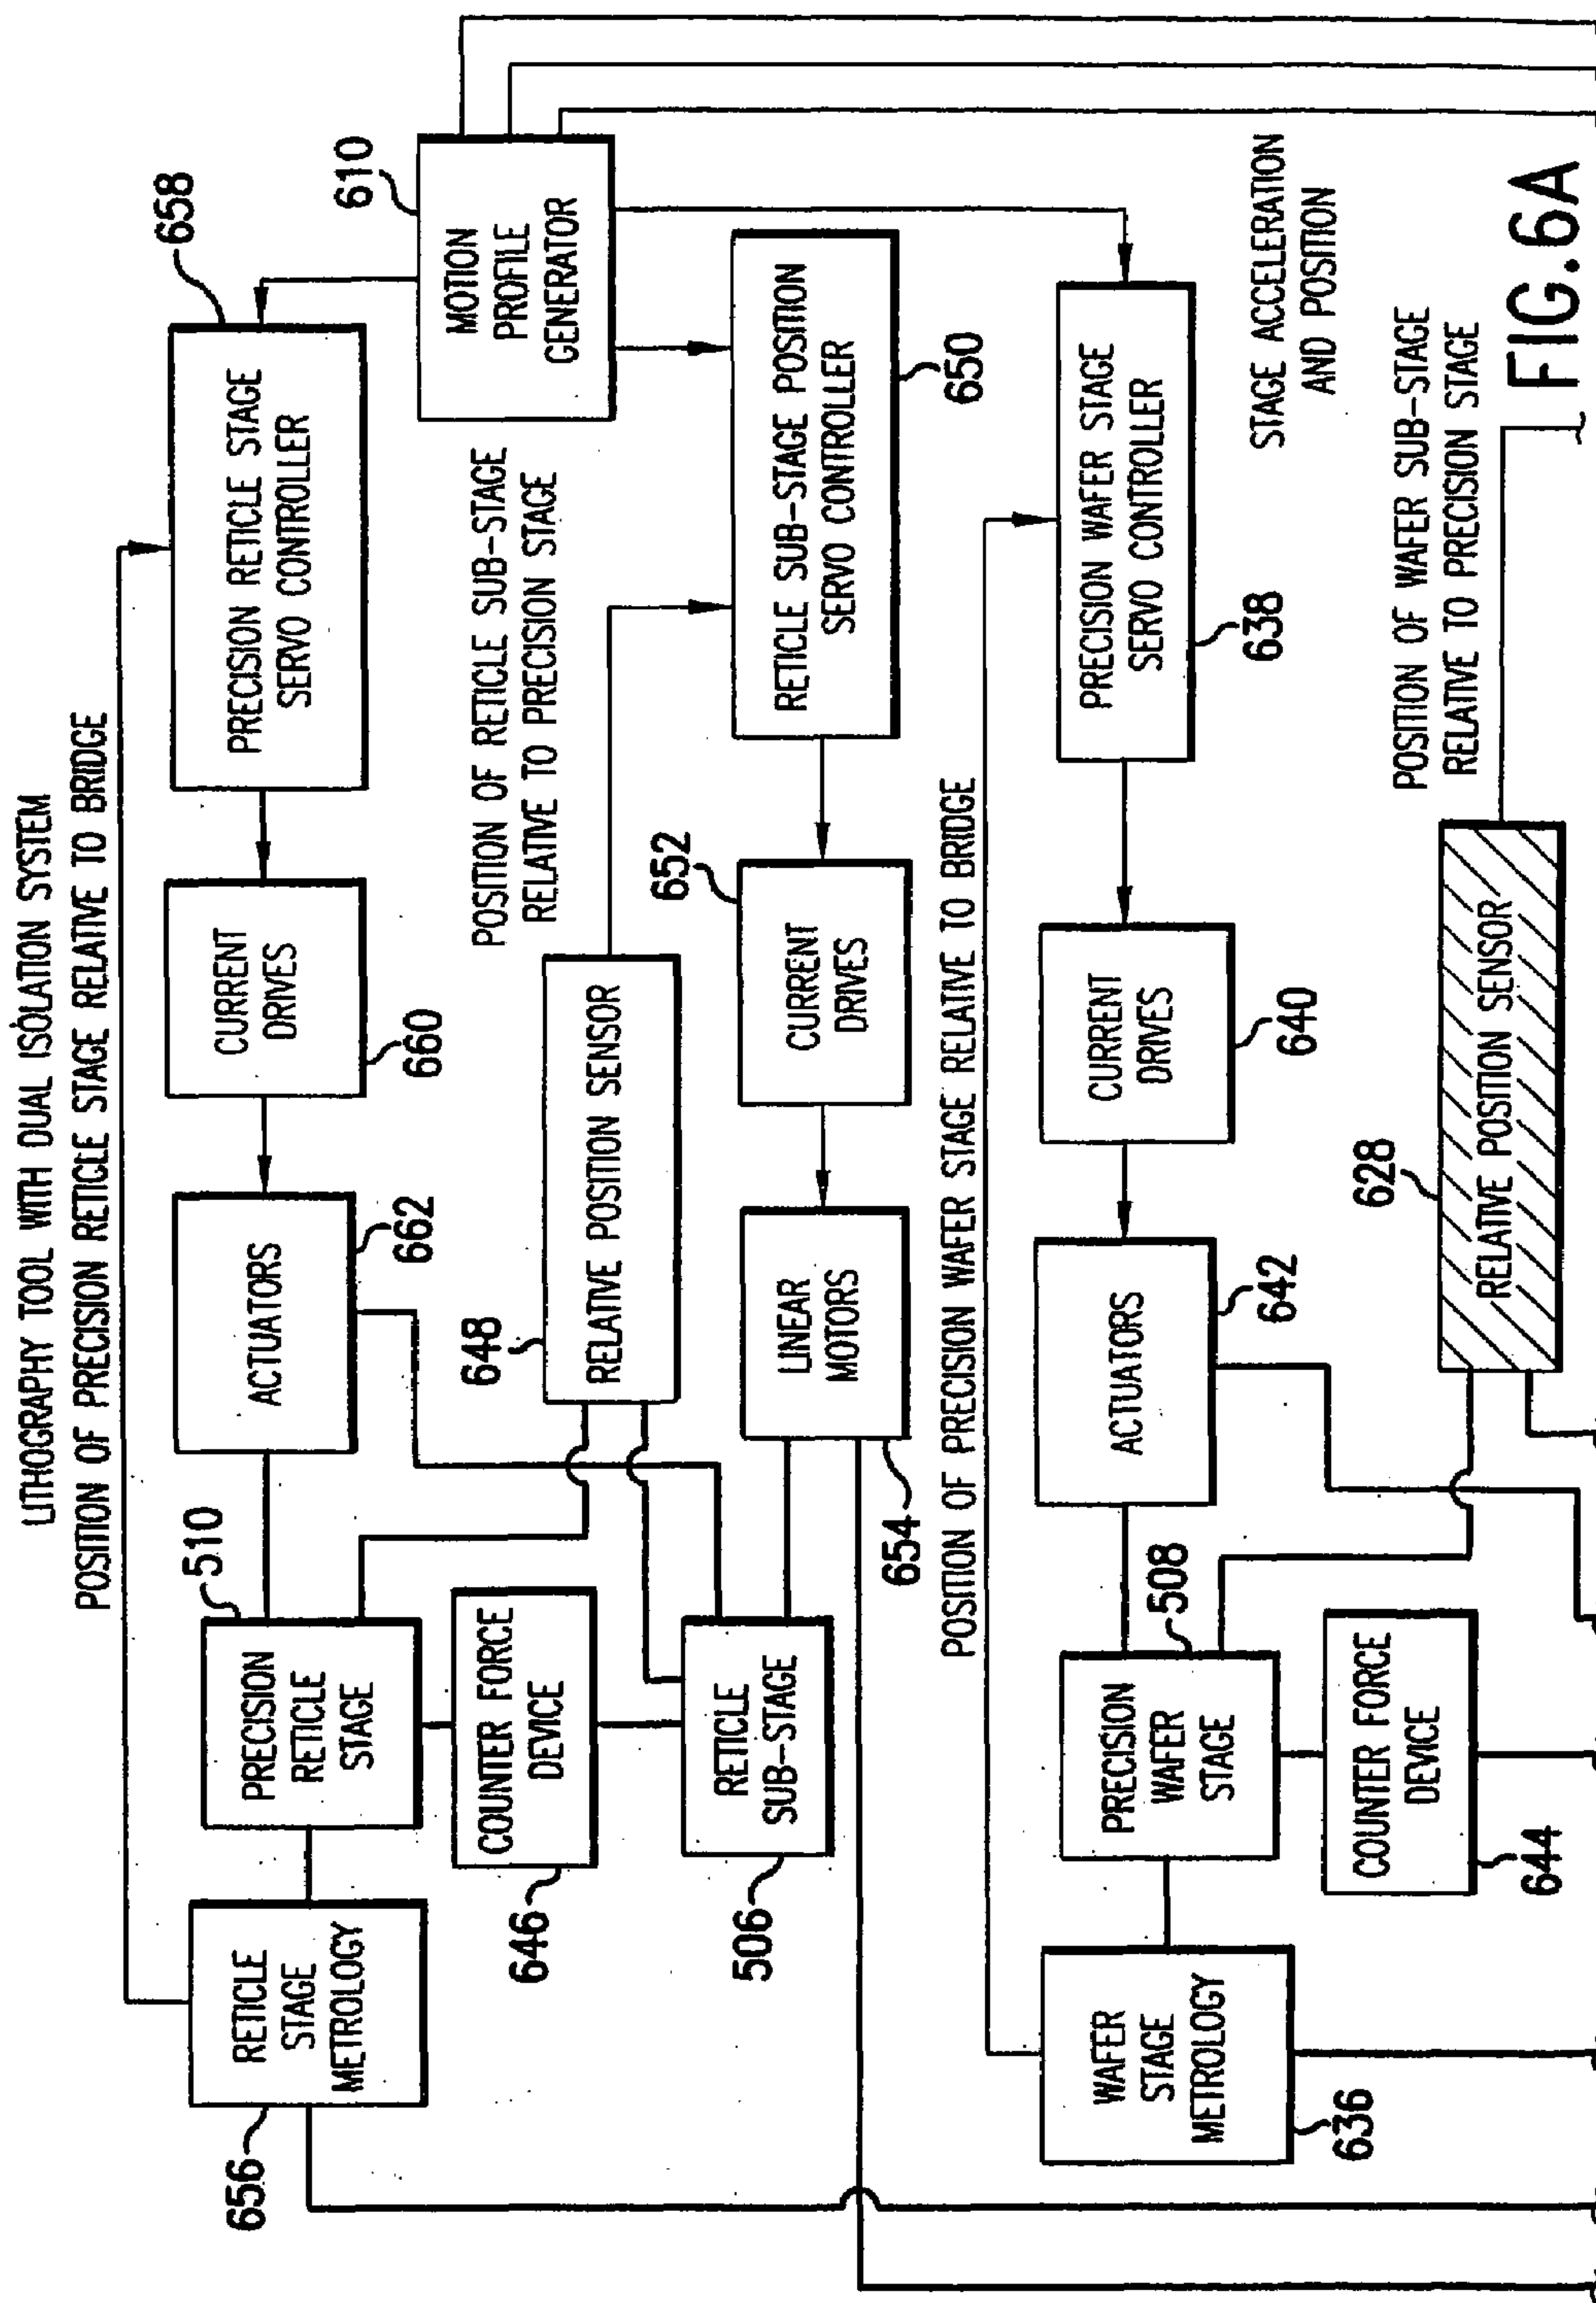 LITHOGRAPHY TOOL WITH DUAL ISOLATION SYSTEM
POSITION OF PRECISION RETICLE STAGE RELATIVE TO BRIDGE
656
RETICLE
STAGE
METROLOGY
510
PRECISION
RETICLE
STAGE
ACTUATORS
662
CURRENT
DRIVES
660
PRECISION RETICLE STAGE
SERVO CONTROLLER
658
610
MOTION
PROFILE
GENERATOR
646
COUNTER FORCE
DEVICE
648
RELATIVE POSITION SENSOR
POSITION OF RETICLE SUB-STAGE
RELATIVE TO PRECISION STAGE
506
RETICLE
SUB-STAGE
LINEAR
MOTORS
654
652
CURRENT
DRIVES
RETICLE SUB-STAGE POSITION
SERVO CONTROLLER
650
POSITION OF PRECISION WAFER STAGE RELATIVE TO BRIDGE
WAFER
STAGE
METROLOGY
636
PRECISION
WAFER
STAGE
508
ACTUATORS
642
CURRENT
DRIVES
640
PRECISION WAFER STAGE
SERVO CONTROLLER
638
STAGE ACCELERATION
AND POSITION
COUNTER FORCE
DEVICE
644
628
RELATIVE POSITION SENSOR
POSITION OF WAFER SUB-STAGE
RELATIVE TO PRECISION STAGE
FIG.6A